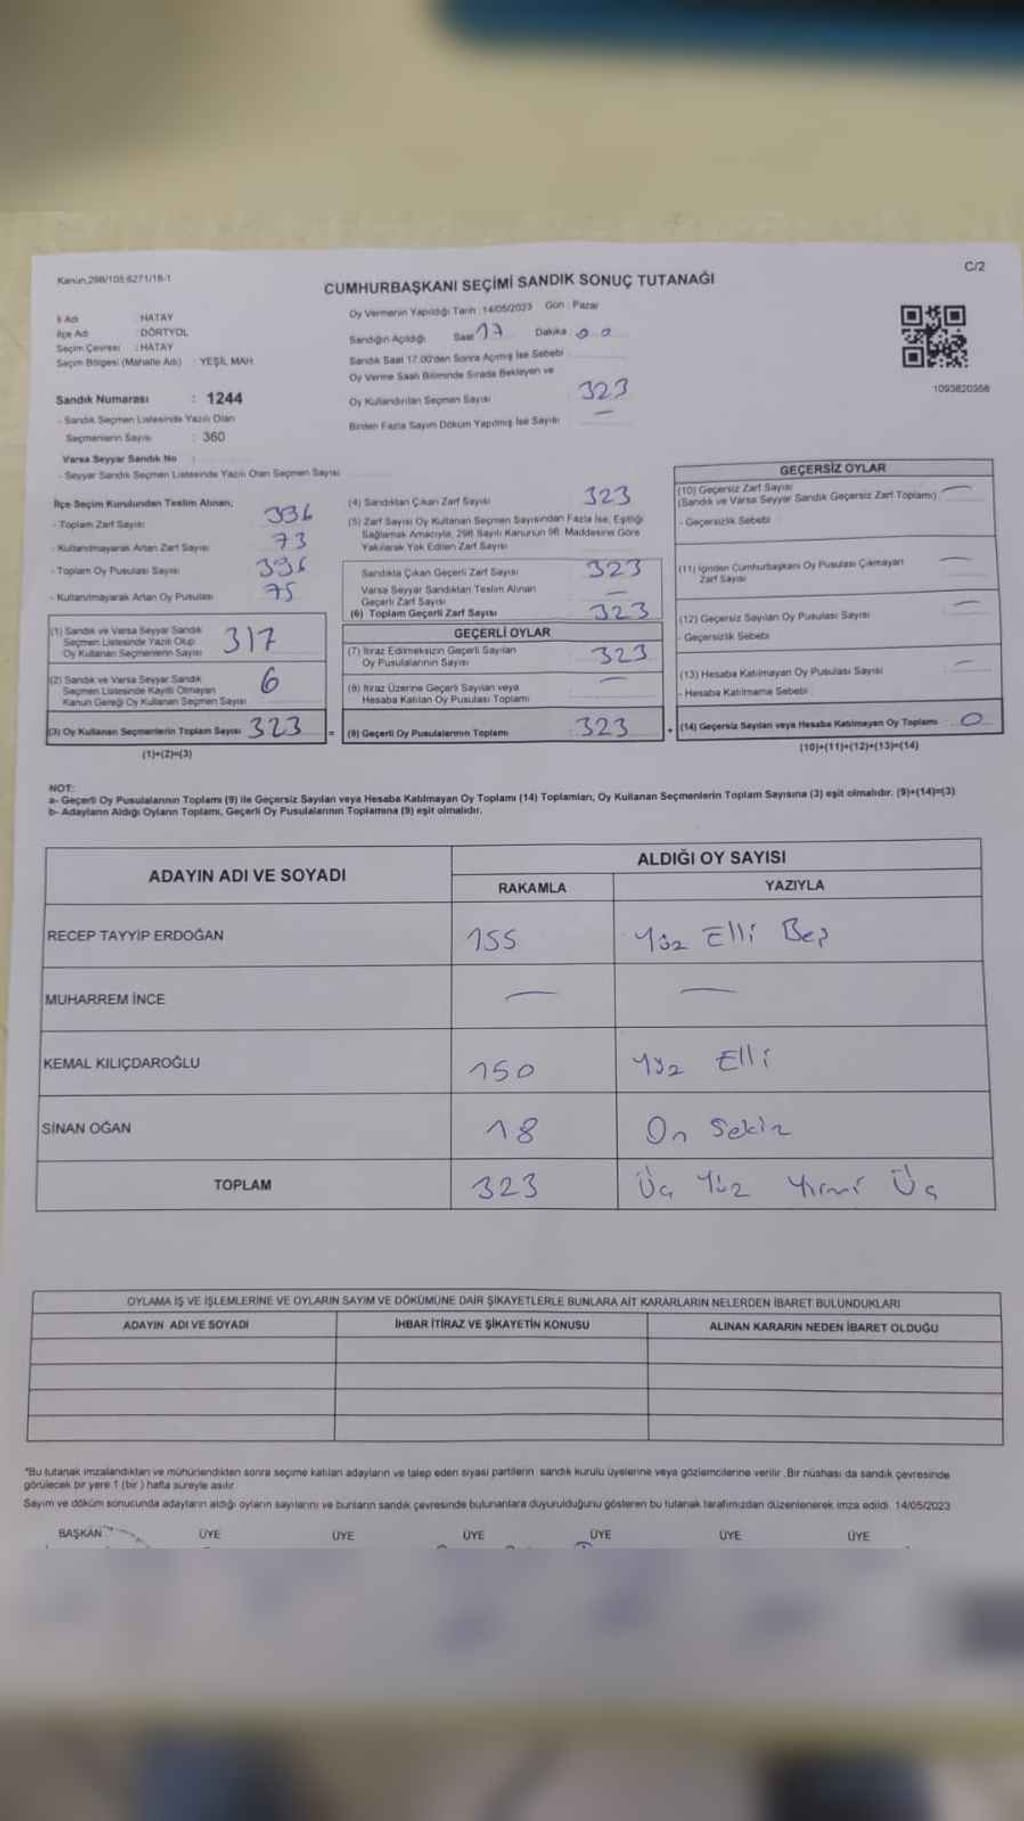 Kanun.298/105.6271/18-1
C/2
CUMHURBAŞKANI SEÇİMİ SANDIK SONUÇ TUTANAĞI
İl Adı : HATAY
İlçe Adı : DÖRTYOL
Seçim Çevresi : HATAY
Seçim Bölgesi (Mahalle Adı) : YEŞİL MAH.
Sandık Numarası : 1244
- Sandık Seçmen Listesinde Yazılı Olan
Seçmenlerin Sayısı : 360
Varsa Seyyar Sandık No :
- Seyyar Sandık Seçmen Listesinde Yazılı Olan Seçmen Sayısı
Oy Vermenin Yapıldığı Tarih : 14/05/2023 Gün : Pazar
Sandığın Açıldığı Saat 17 Dakika : 00
Sandık Saat 17.00'den Sonra Açılmış İse Sebebi
Oy Verme Saati Bitiminde Sırada Bekleyen ve
Oy Kullandırılan Seçmen Sayısı 323
Birden Fazla Sayım Döküm Yapılmış İse Sayısı —
1093820356
İlçe Seçim Kurulundan Teslim Alınan;
- Toplam Zarf Sayısı 336
- Kullanılmayarak Artan Zarf Sayısı 73
- Toplam Oy Pusulası Sayısı 336
- Kullanılmayarak Artan Oy Pusulası 75
(1) Sandık ve Varsa Seyyar Sandık
Seçmen Listesinde Yazılı Olup
Oy Kullanan Seçmenlerin Sayısı 317
(2) Sandık ve Varsa Seyyar Sandık
Seçmen Listesinde Kayıtlı Olmayan
Kanun Gereği Oy Kullanan Seçmen Sayısı 6
(3) Oy Kullanan Seçmenlerin Toplam Sayısı 323 =
(1)+(2)=(3)
(4) Sandıktan Çıkan Zarf Sayısı 323
(5) Zarf Sayısı Oy Kullanan Seçmen Sayısından Fazla İse, Eşitliği
Sağlamak Amacıyla, 298 Sayılı Kanunun 98. Maddesine Göre
Yakılarak Yok Edilen Zarf Sayısı
Sandıkta Çıkan Geçerli Zarf Sayısı 323
Varsa Seyyar Sandıktan Teslim Alınan
Geçerli Zarf Sayısı —
(6) Toplam Geçerli Zarf Sayısı 323
GEÇERLİ OYLAR
(7) İtiraz Edilmeksizin Geçerli Sayılan
Oy Pusulalarının Sayısı 323
(8) İtiraz Üzerine Geçerli Sayılan veya
Hesaba Katılan Oy Pusulası Toplamı —
(9) Geçerli Oy Pusulalarının Toplamı 323 +
GEÇERSİZ OYLAR
(10) Geçersiz Zarf Sayısı
(Sandık ve Varsa Seyyar Sandık Geçersiz Zarf Toplamı) —
- Geçersizlik Sebebi
(11) İçinden Cumhurbaşkanı Oy Pusulası Çıkmayan
Zarf Sayısı —
(12) Geçersiz Sayılan Oy Pusulası Sayısı —
- Geçersizlik Sebebi
(13) Hesaba Katılmayan Oy Pusulası Sayısı —
- Hesaba Katılmama Sebebi
(14) Geçersiz Sayılan veya Hesaba Katılmayan Oy Toplamı 0
(10)+(11)+(12)+(13)=(14)
NOT:
a- Geçerli Oy Pusulalarının Toplamı (9) ile Geçersiz Sayılan veya Hesaba Katılmayan Oy Toplamı (14) Toplamları, Oy Kullanan Seçmenlerin Toplam Sayısına (3) eşit olmalıdır. (9)+(14)=(3)
b- Adayların Aldığı Oyların Toplamı, Geçerli Oy Pusulalarının Toplamına (9) eşit olmalıdır.
ADAYIN ADI VE SOYADI ALDIĞI OY SAYISI
RAKAMLA YAZIYLA
RECEP TAYYİP ERDOĞAN 155 Yüz Elli Beş
MUHARREM İNCE — —
KEMAL KILIÇDAROĞLU 150 Yüz Elli
SİNAN OĞAN 18 On Sekiz
TOPLAM 323 Üç Yüz Yirmi Üç
OYLAMA İŞ VE İŞLEMLERİNE VE OYLARIN SAYIM VE DÖKÜMÜNE DAİR ŞİKAYETLERLE BUNLARA AİT KARARLARIN NELERDEN İBARET BULUNDUKLARI
ADAYIN ADI VE SOYADI İHBAR İTİRAZ VE ŞİKAYETİN KONUSU ALINAN KARARIN NEDEN İBARET OLDUĞU
*Bu tutanak imzalandıktan ve mühürlendikten sonra seçime katılan adayların ve talep eden siyasi partilerin sandık kurulu üyelerine veya gözlemcilerine verilir. Bir nüshası da sandık çevresinde
görülecek bir yere 1 (bir) hafta süreyle asılır.
Sayım ve döküm sonucunda adayların aldığı oyların sayılarını ve bunların sandık çevresinde bulunanlara duyurulduğunu gösteren bu tutanak tarafımızdan düzenlenerek imza edildi. 14/05/2023
BAŞKAN ÜYE ÜYE ÜYE ÜYE ÜYE ÜYE